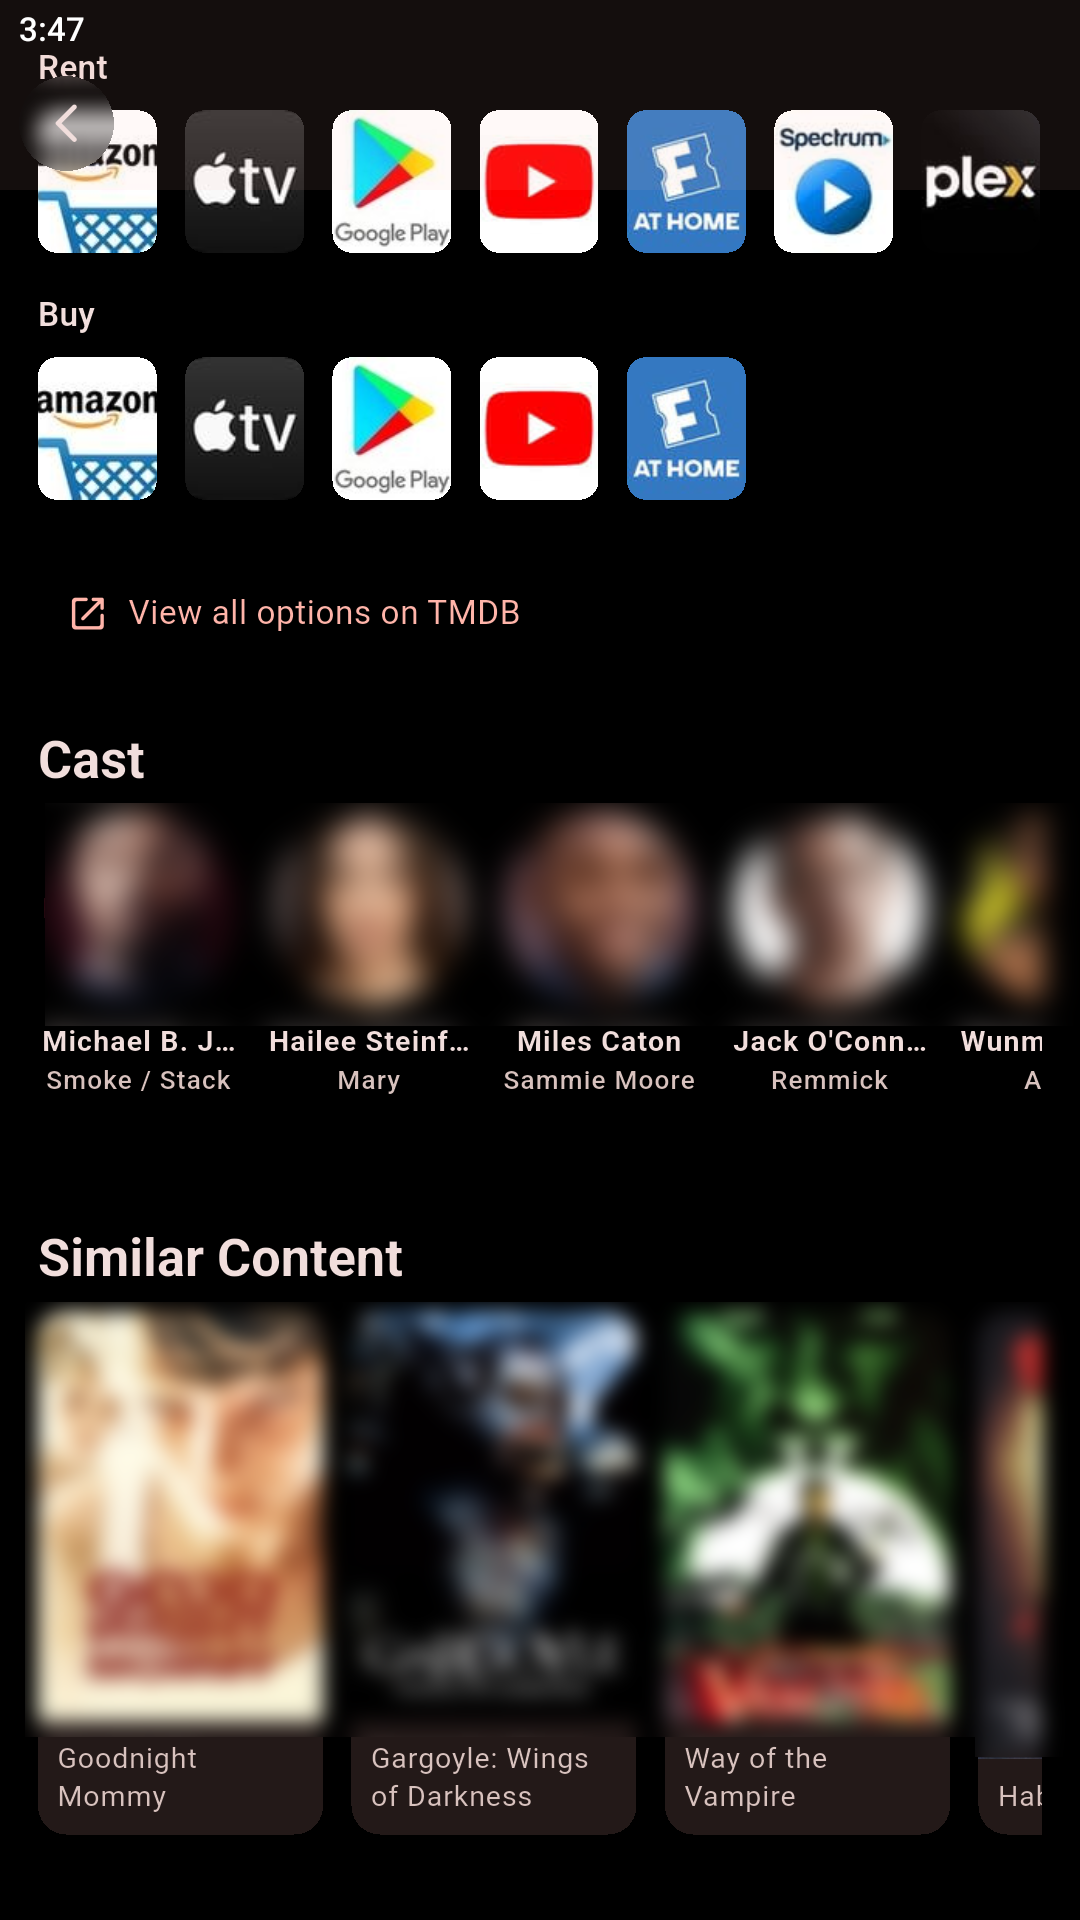 3:47
Rent
zon
tv
Google Play
F
AT HOME
Spectrum
plex
Buy
amazon
tv
Google Play
F
AT HOME
View all options on TMDB
Cast
Michael B. J...
Hailee Steinf...
Miles Caton
Jack O'Conn...
Wunm
Smoke / Stack
Mary
Sammie Moore
Remmick
A
Similar Content
Goodnight
Mommy
Gargoyle: Wings
of Darkness
Way of the
Vampire
Hab